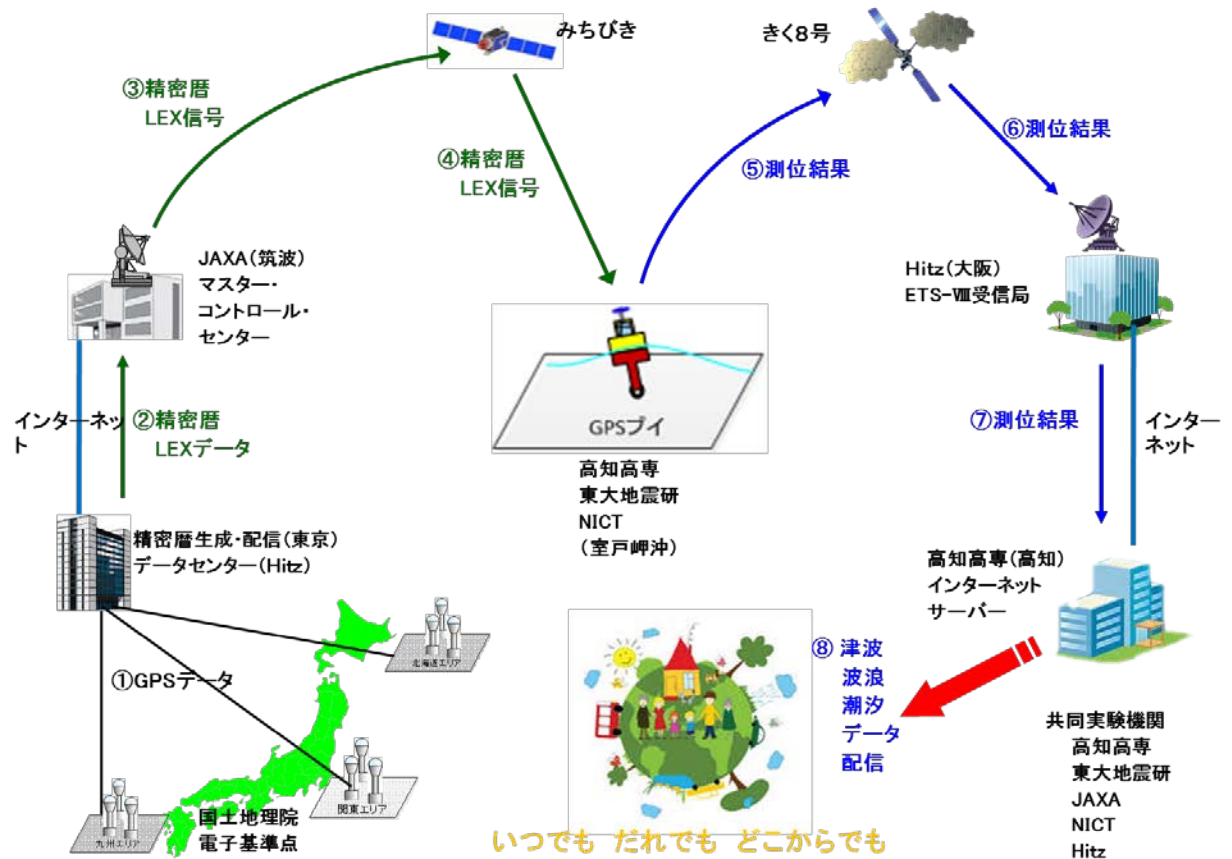 みちびき
きく8号
③精密暦
LEX信号
④精密暦
LEX信号
⑤測位結果
⑥測位結果
JAXA(筑波)
マスター・
コントロール・
センター
Hitz(大阪)
ETS-Ⅷ受信局
インターネッ
ト
②精密暦
LEXデータ
GPSブイ
高知高専
東大地震研
NICT
(室戸岬沖)
⑦測位結果
インター
ネット
精密暦生成・配信(東京)
データセンター(Hitz)
高知高専(高知)
インターネット
サーバー
①GPSデータ
北海道エリア
関東エリア
九州エリア
国土地理院
電子基準点
⑧津波
波浪
潮汐
データ
配信
いつでも だれでも どこからでも
共同実験機関
高知高専
東大地震研
JAXA
NICT
Hitz